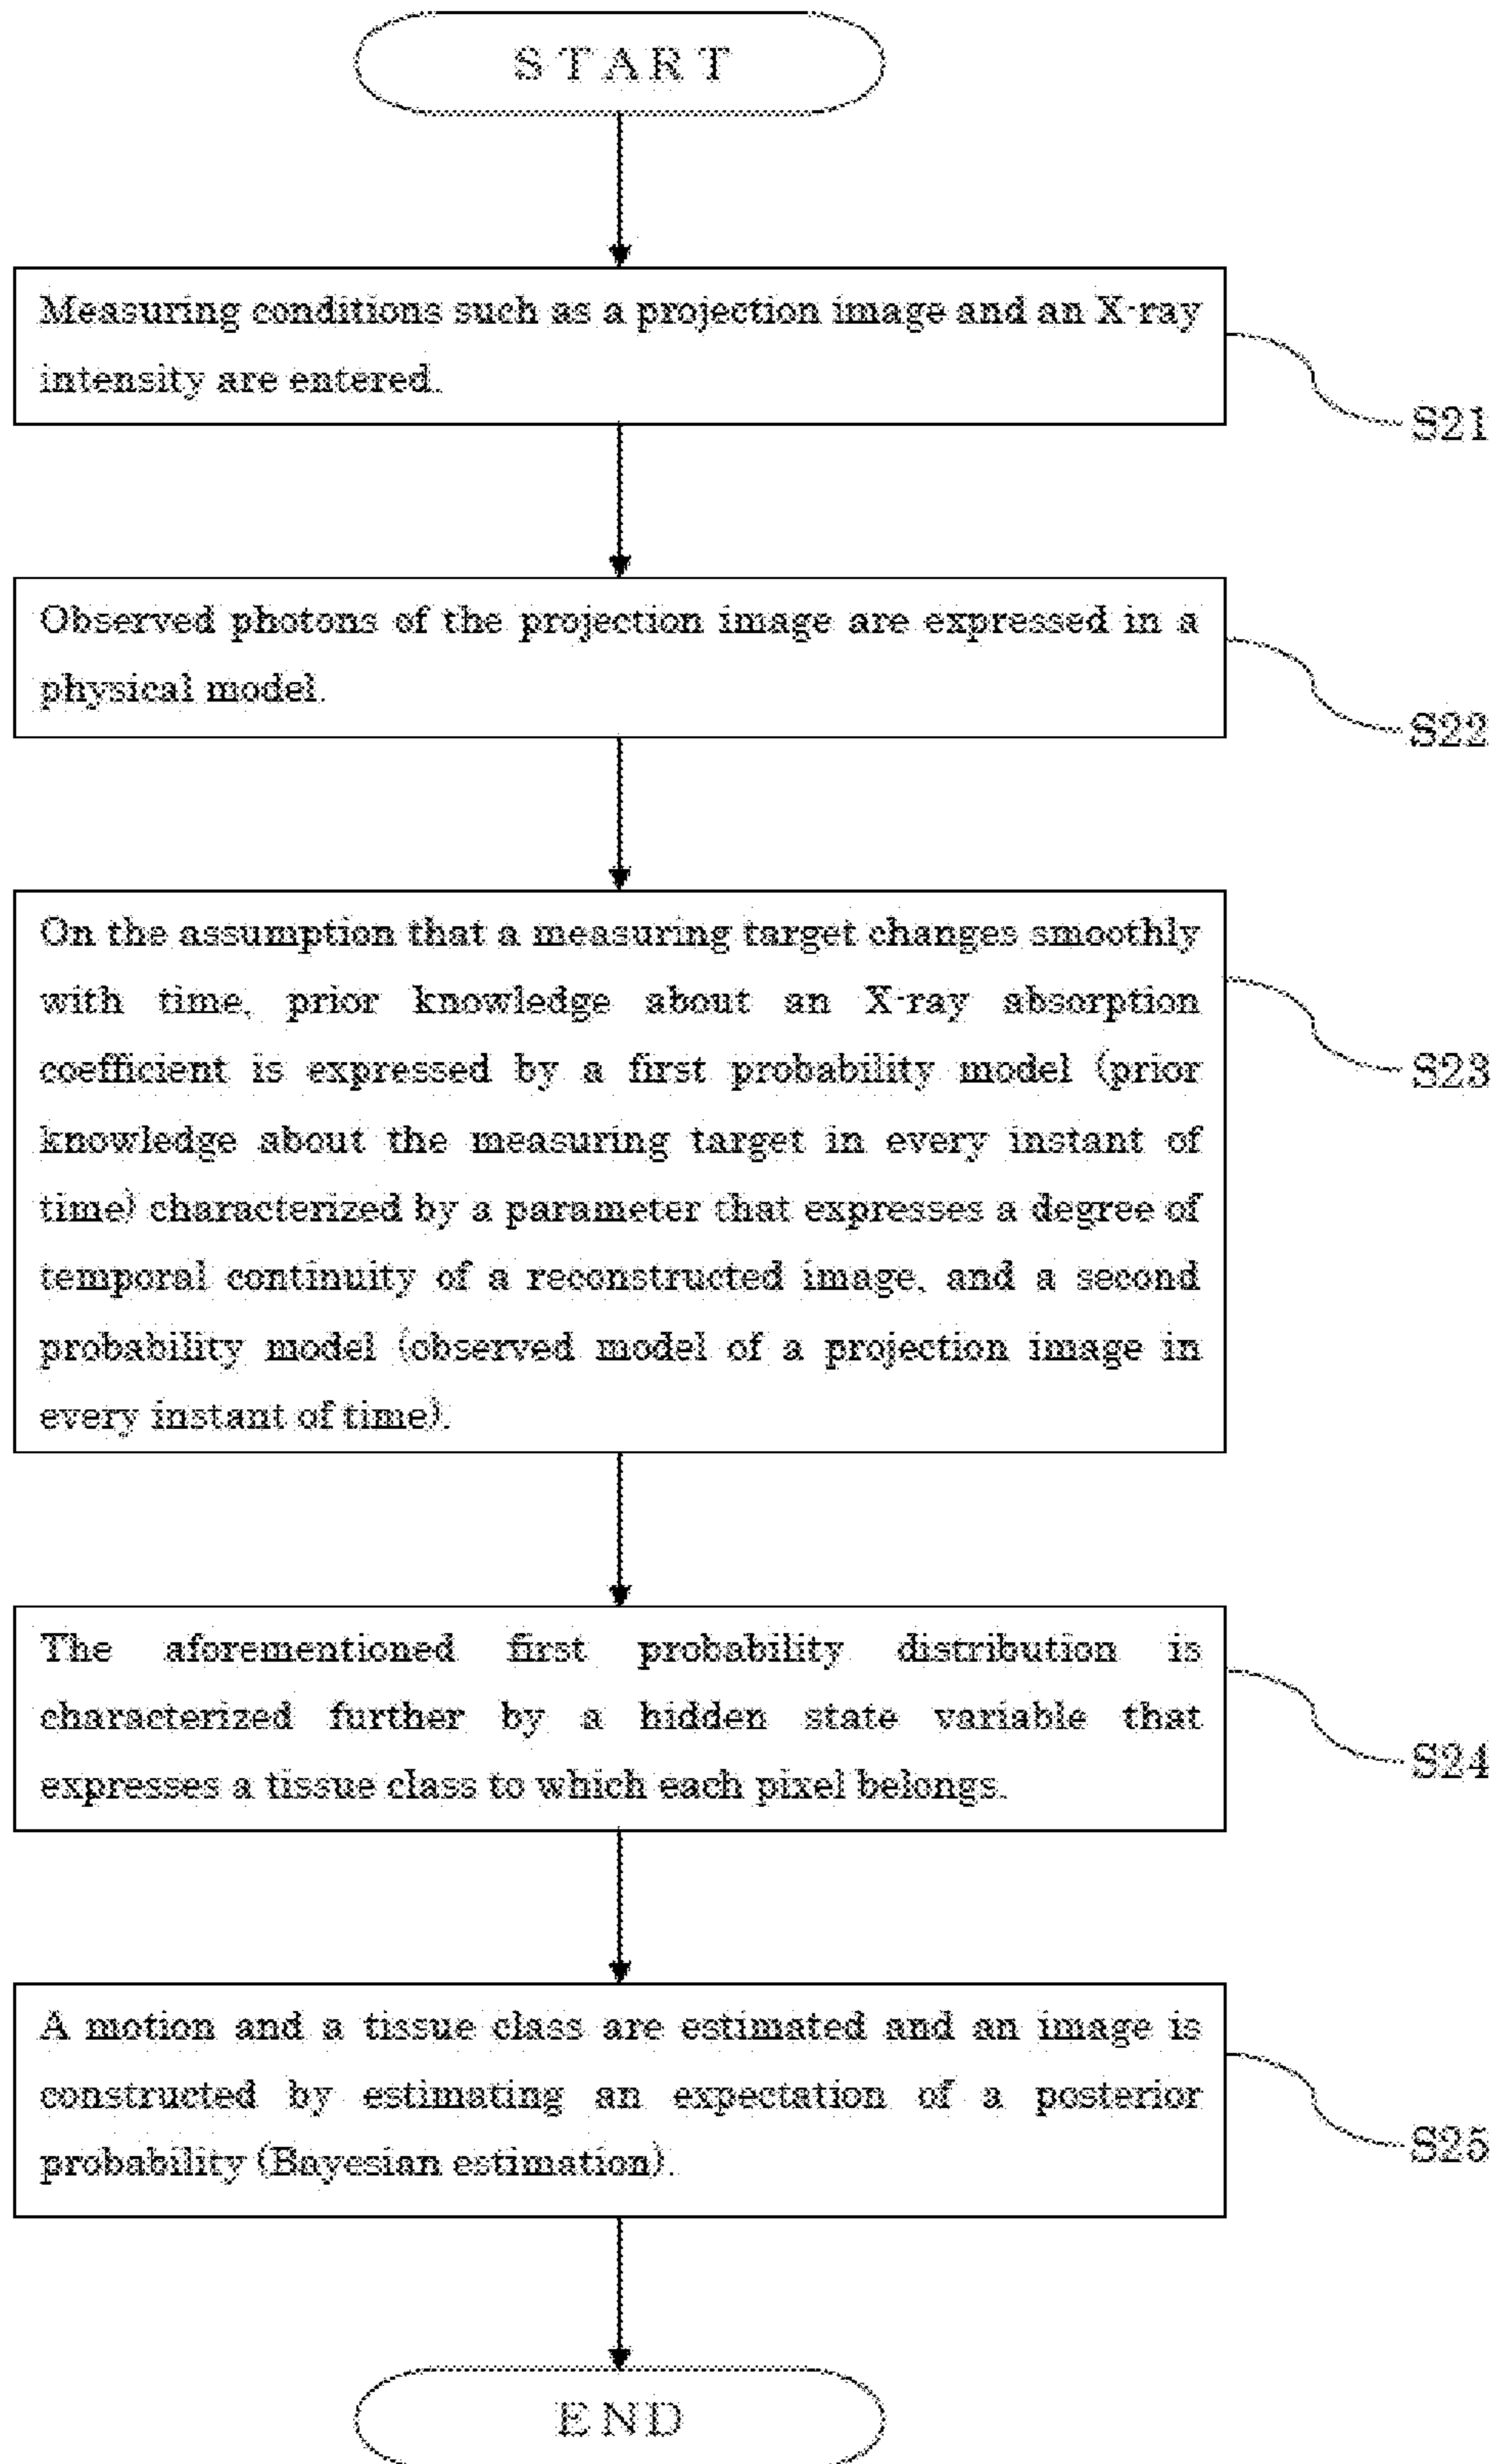 START
Measuring conditions such as a projection image and an X-ray
intensity are entered.
S21
Observed photons of the projection image are expressed in a
physical model.
S22
On the assumption that a measuring target changes smoothly
with time, prior knowledge about an X-ray absorption
coefficient is expressed by a first probability model (prior
knowledge about the measuring target in every instant of
time) characterized by a parameter that expresses a degree of
temporal continuity of a reconstructed image, and a second
probability model (observed model of a projection image in
every instant of time).
S23
The aforementioned first probability distribution is
characterized further by a hidden state variable that
expresses a tissue class to which each pixel belongs.
S24
A motion and a tissue class are estimated and an image is
constructed by estimating an expectation of a posterior
probability (Bayesian estimation).
S25
END